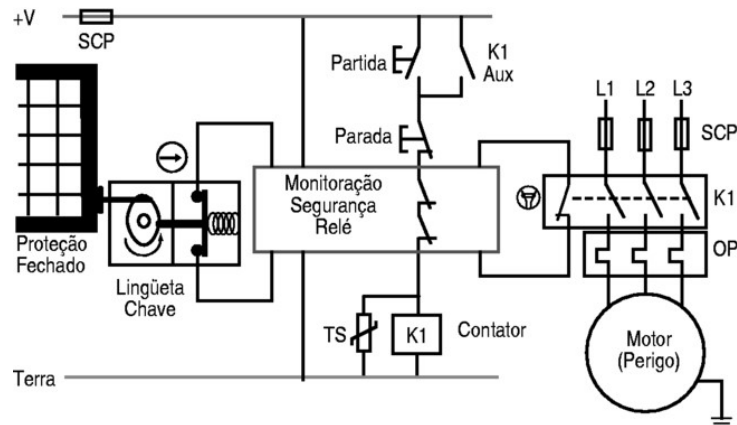 +V
SCP
Partida
K1
Aux
L1 L2 L3
SCP
Parada
Monitoração
Segurança
Relé
K1
OP
Proteção
Fechado
Lingüeta
Chave
TS
K1
Contator
Motor
(Perigo)
Terra